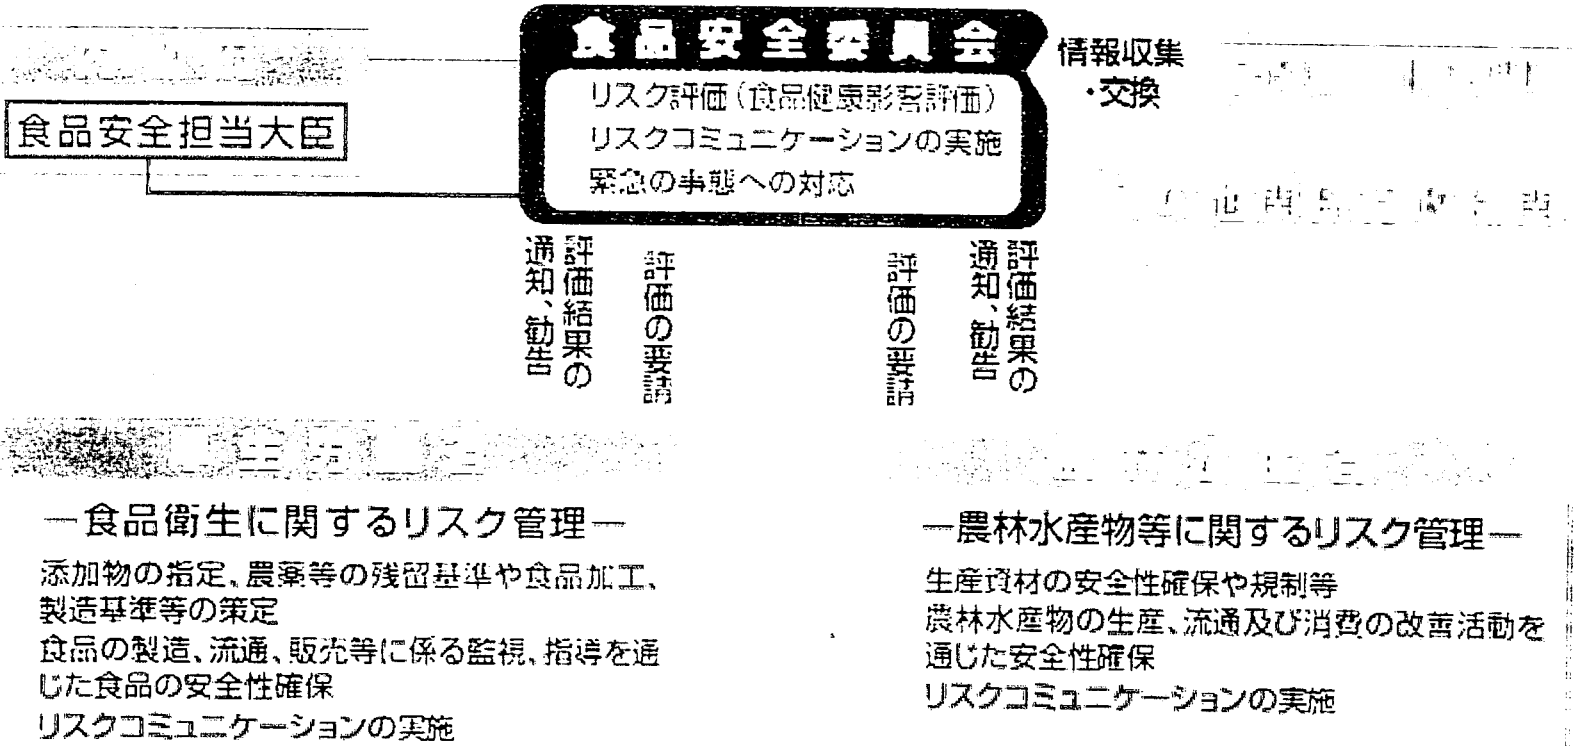 食品安全委員会
リスク評価（食品健康影響評価）
リスクコミュニケーションの実施
緊急の事態への対応
情報収集
・交換
食品安全担当大臣
評価結果の
通知、勧告
評価の要請
評価の要請
評価結果の
通知、勧告
―食品衛生に関するリスク管理―
添加物の指定、農薬等の残留基準や食品加工、
製造基準等の策定
食品の製造、流通、販売等に係る監視、指導を通
じた食品の安全性確保
リスクコミュニケーションの実施
―農林水産物等に関するリスク管理―
生産資材の安全性確保や規制等
農林水産物の生産、流通及び消費の改善活動を
通じた安全性確保
リスクコミュニケーションの実施